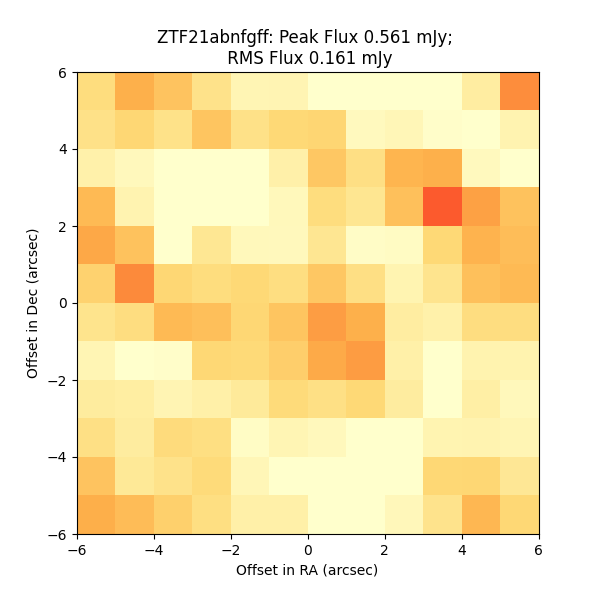 ZTF21abnfgff: Peak Flux 0.561 mJy;
RMS Flux 0.161 mJy
6
4
2
0
−2
−4
−6
Offset in Dec (arcsec)
−6 −4 −2 0 2 4 6
Offset in RA (arcsec)